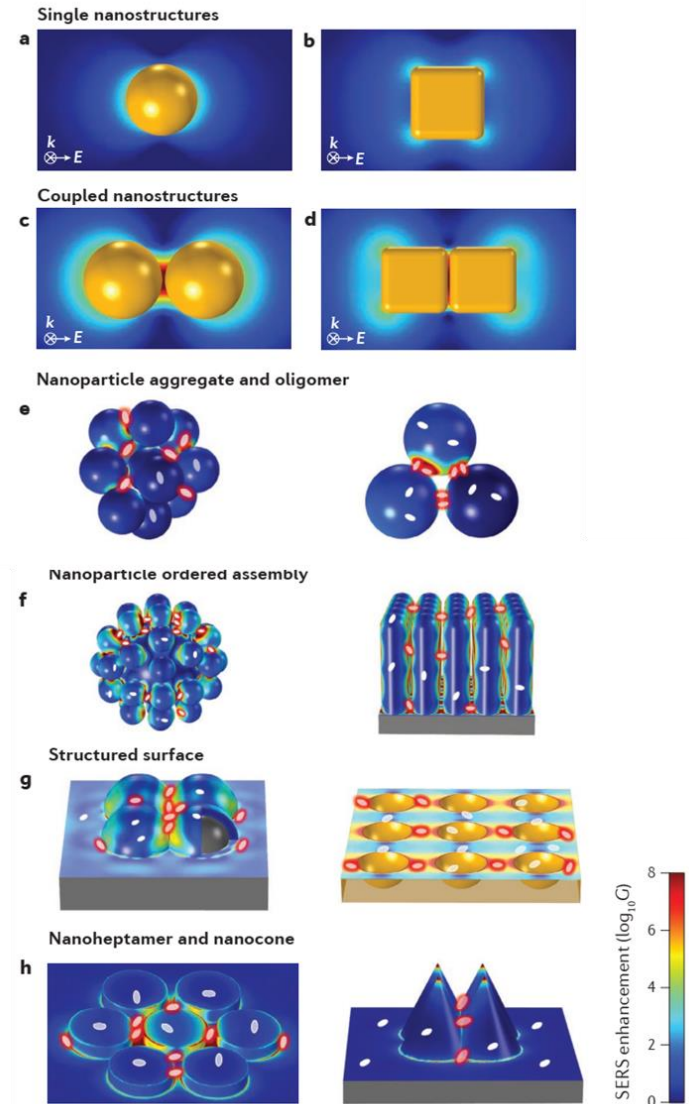 Single nanostructures
a
b
k
E
k
E
Coupled nanostructures
c
d
k
E
k
E
Nanoparticle aggregate and oligomer
e
Nanoparticle ordered assembly
f
Structured surface
g
Nanoheptamer and nanocone
h
SERS enhancement (log₁₀G)
8
6
4
2
0